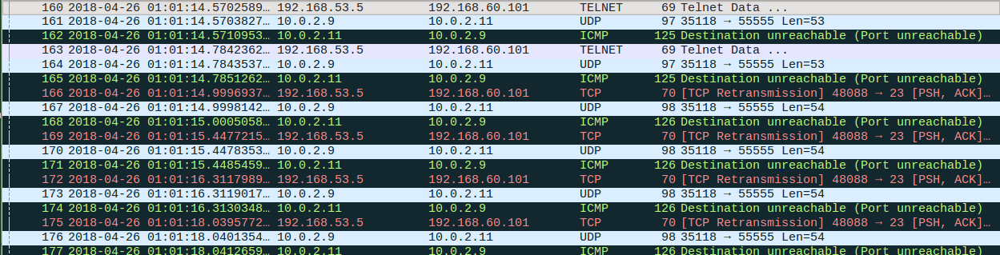 160 2018-04-26 01:01:14.5702589… 192.168.53.5 192.168.60.101 TELNET 69 Telnet Data ...
161 2018-04-26 01:01:14.5703827… 10.0.2.9 10.0.2.11 UDP 97 35118 → 55555 Len=53
162 2018-04-26 01:01:14.5710953… 10.0.2.11 10.0.2.9 ICMP 125 Destination unreachable (Port unreachable)
163 2018-04-26 01:01:14.7842362… 192.168.53.5 192.168.60.101 TELNET 69 Telnet Data ...
164 2018-04-26 01:01:14.7843537… 10.0.2.9 10.0.2.11 UDP 97 35118 → 55555 Len=53
165 2018-04-26 01:01:14.7851262… 10.0.2.11 10.0.2.9 ICMP 125 Destination unreachable (Port unreachable)
166 2018-04-26 01:01:14.9996937… 192.168.53.5 192.168.60.101 TCP 70 [TCP Retransmission] 48088 → 23 [PSH, ACK]…
167 2018-04-26 01:01:14.9998142… 10.0.2.9 10.0.2.11 UDP 98 35118 → 55555 Len=54
168 2018-04-26 01:01:15.0005058… 10.0.2.11 10.0.2.9 ICMP 126 Destination unreachable (Port unreachable)
169 2018-04-26 01:01:15.4477215… 192.168.53.5 192.168.60.101 TCP 70 [TCP Retransmission] 48088 → 23 [PSH, ACK]…
170 2018-04-26 01:01:15.4478353… 10.0.2.9 10.0.2.11 UDP 98 35118 → 55555 Len=54
171 2018-04-26 01:01:15.4485459… 10.0.2.11 10.0.2.9 ICMP 126 Destination unreachable (Port unreachable)
172 2018-04-26 01:01:16.3117989… 192.168.53.5 192.168.60.101 TCP 70 [TCP Retransmission] 48088 → 23 [PSH, ACK]…
173 2018-04-26 01:01:16.3119017… 10.0.2.9 10.0.2.11 UDP 98 35118 → 55555 Len=54
174 2018-04-26 01:01:16.3130348… 10.0.2.11 10.0.2.9 ICMP 126 Destination unreachable (Port unreachable)
175 2018-04-26 01:01:18.0395772… 192.168.53.5 192.168.60.101 TCP 70 [TCP Retransmission] 48088 → 23 [PSH, ACK]…
176 2018-04-26 01:01:18.0401354… 10.0.2.9 10.0.2.11 UDP 98 35118 → 55555 Len=54
177 2018-04-26 01:01:18.0412659… 10.0.2.11 10.0.2.9 ICMP 126 Destination unreachable (Port unreachable)